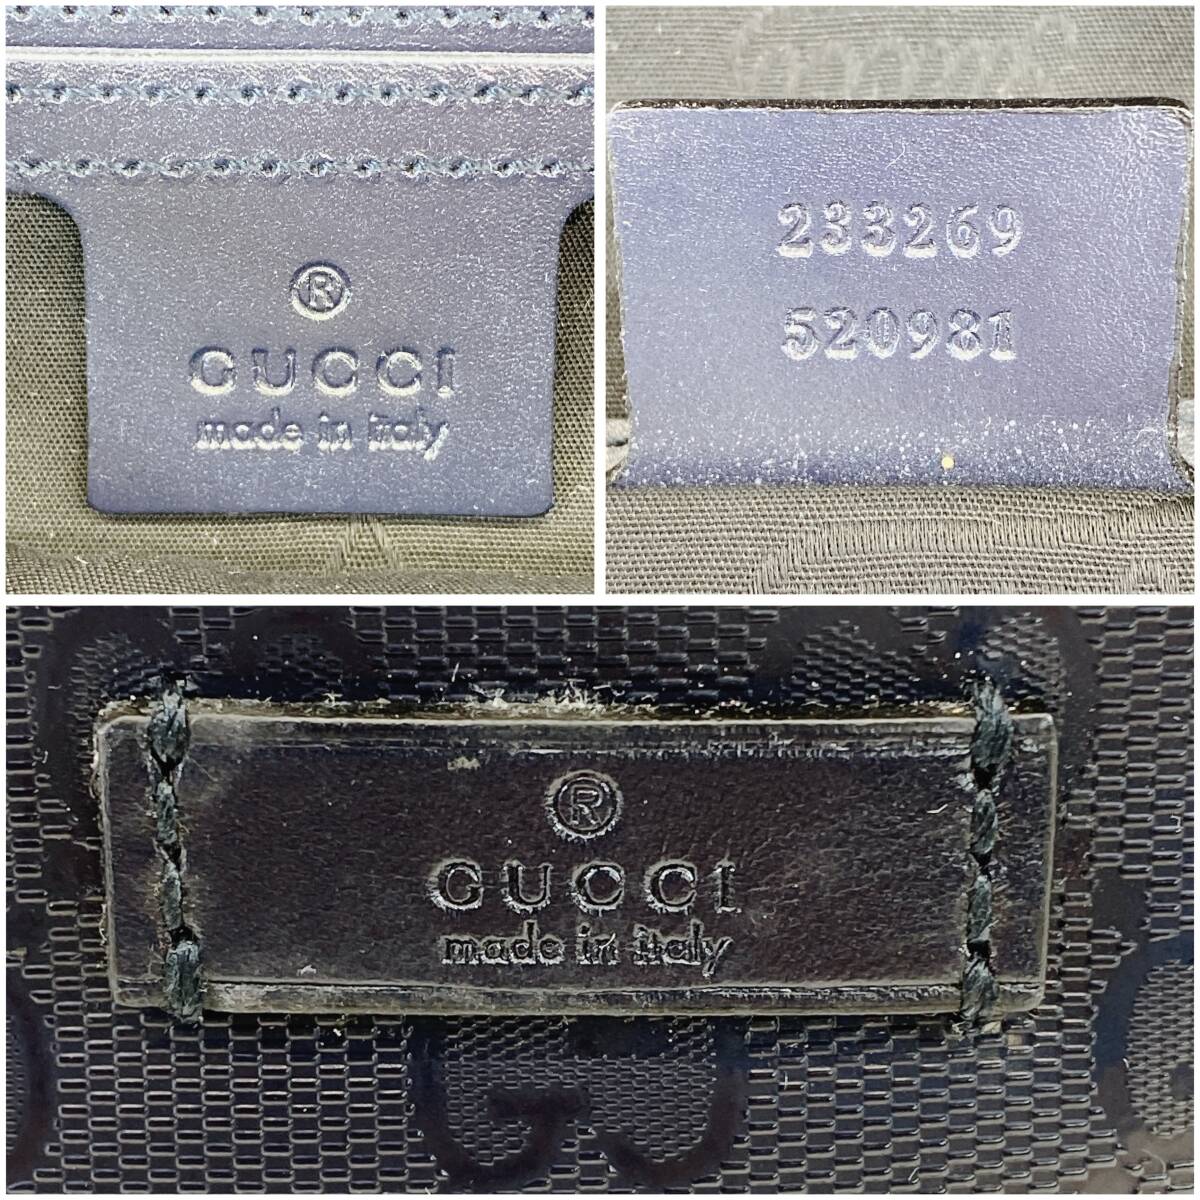 ®
GUCCI
made in italy
233269
520981
®
GUCCI
made in italy